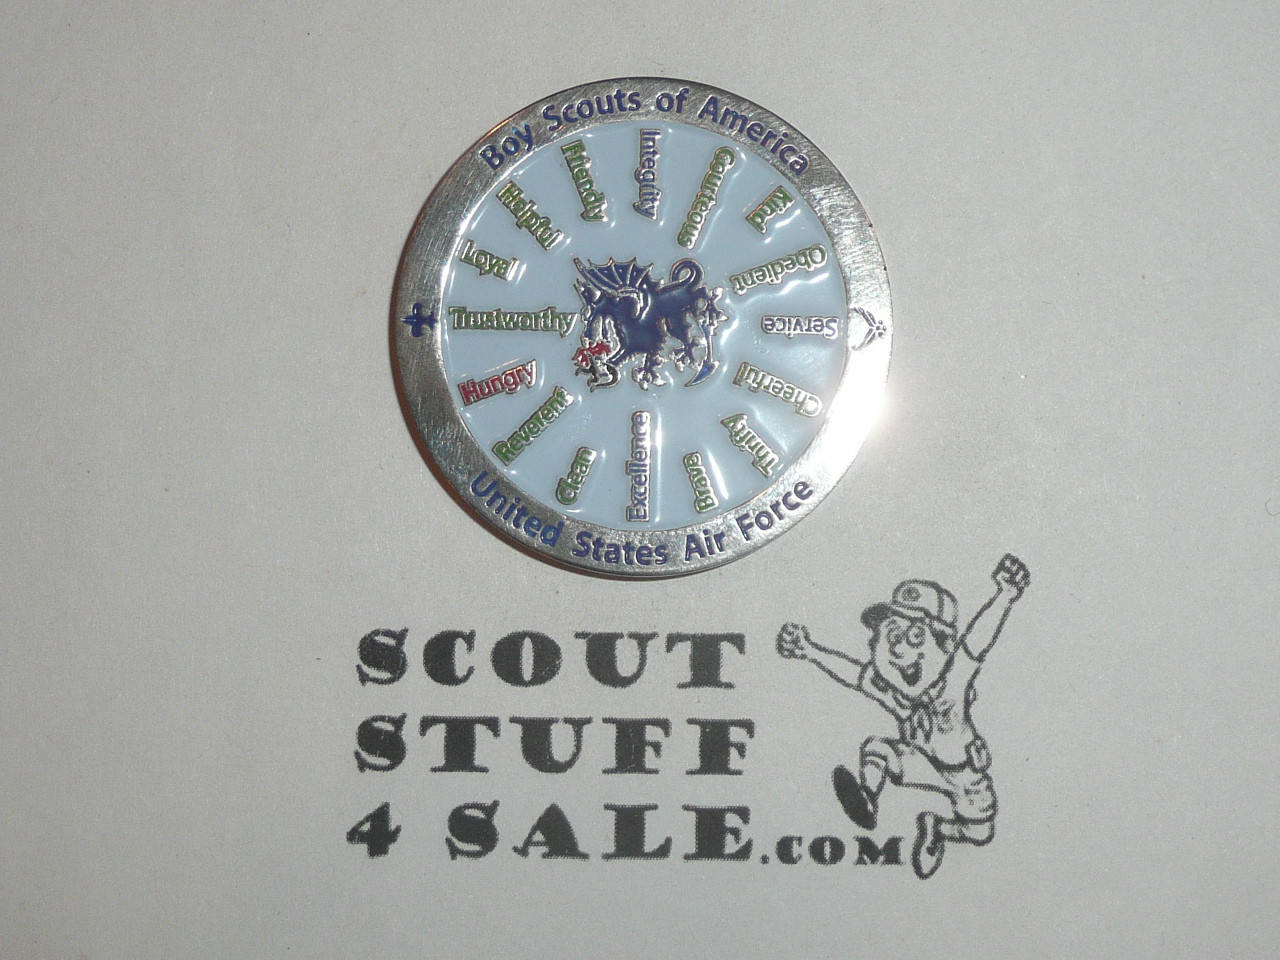 Boy Scouts of America
Trustworthy
Loyal
Helpful
Friendly
Integrity
Courteous
Kind
Obedient
Service
Cheerful
Thrifty
Brave
Excellence
Clean
Reverent
Hungry
United States Air Force
SCOUT
STUFF
4 SALE.COM